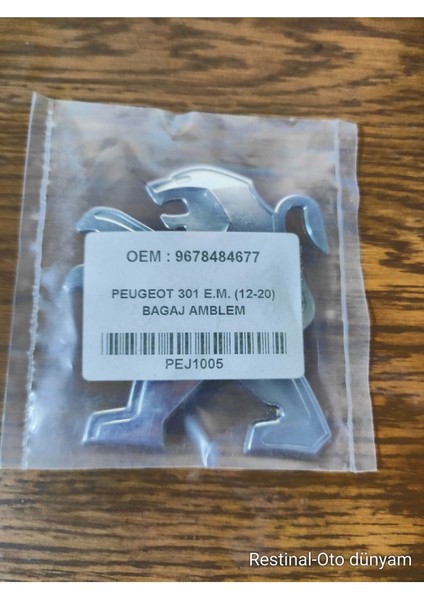 OEM : 9678484677
PEUGEOT 301 E.M. (12-20)
BAGAJ AMBLEM
PEJ1005
Restinal-Oto dünyam